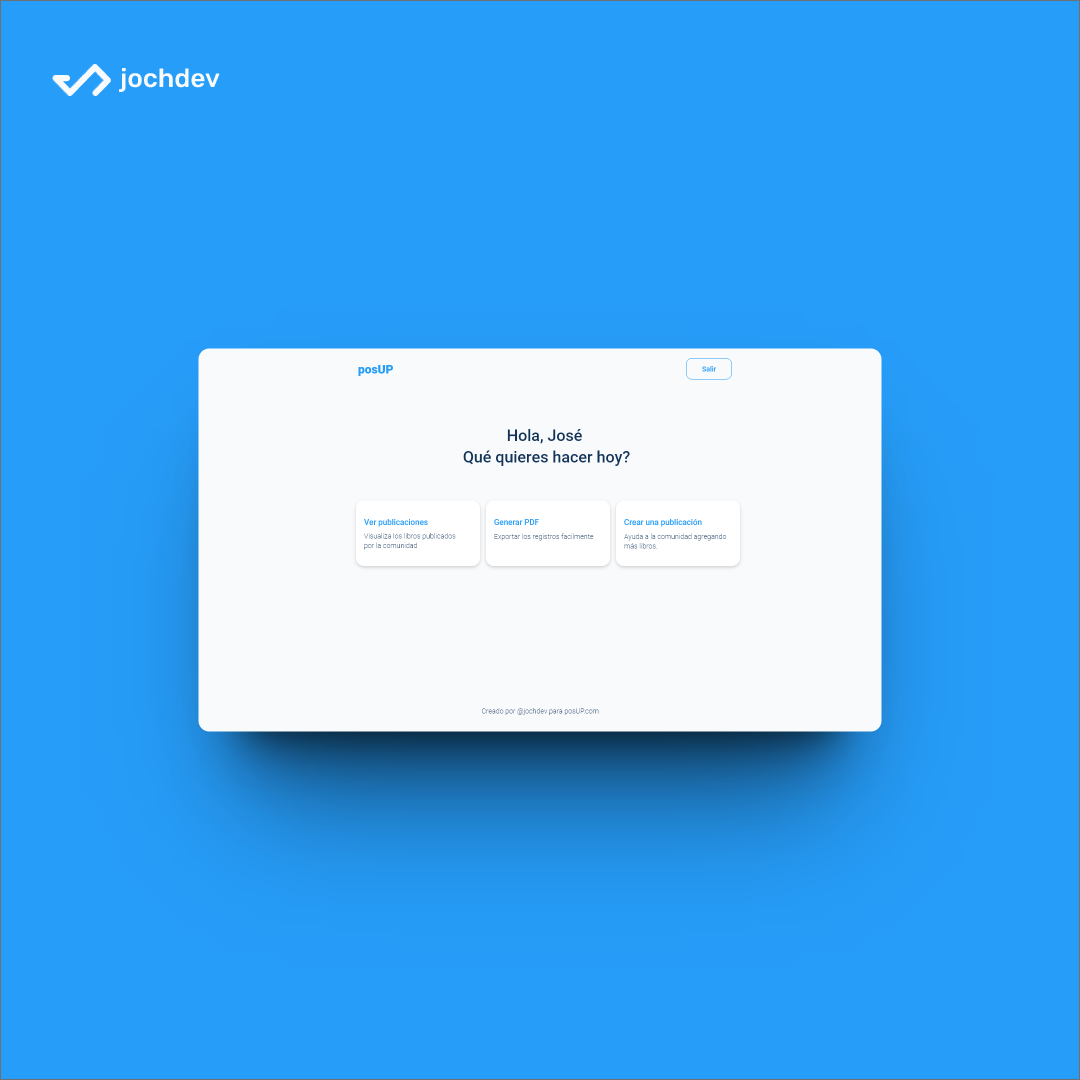 jochdev
posUP
Salir
Hola, José
Qué quieres hacer hoy?
Ver publicaciones
Visualiza los libros publicados
por la comunidad
Generar PDF
Exportar los registros facilmente
Crear una publicación
Ayuda a la comunidad agregando
más libros.
Creado por @jochdev para posUP.com